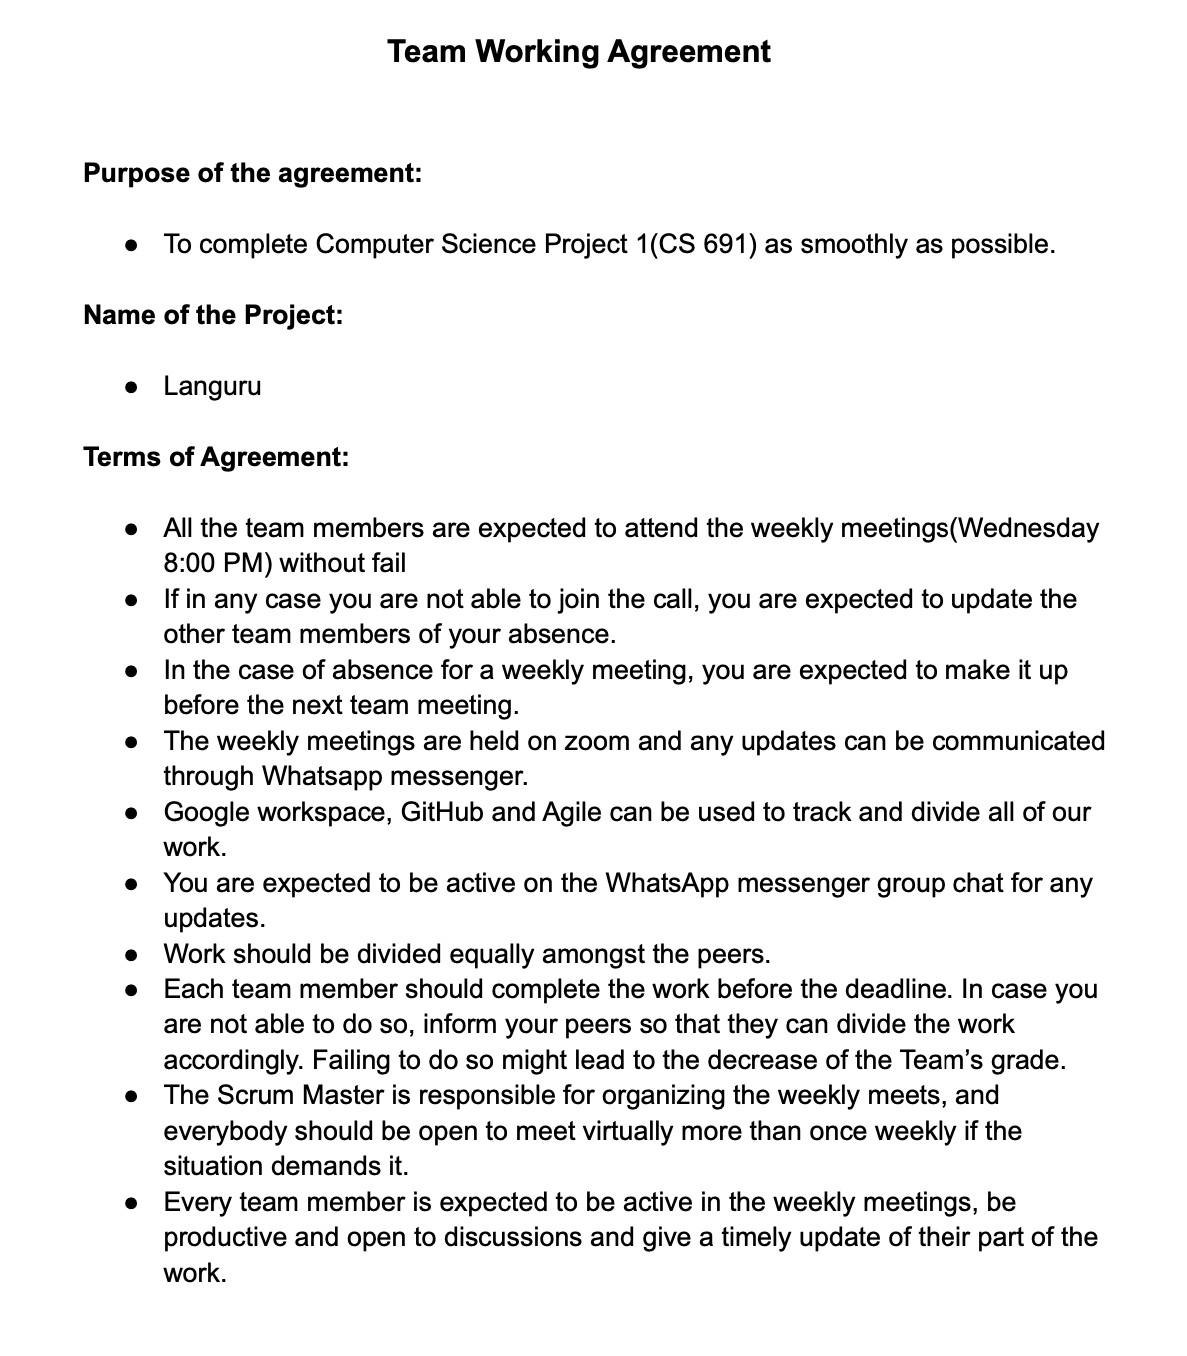 Team Working Agreement
Purpose of the agreement:
● To complete Computer Science Project 1(CS 691) as smoothly as possible.
Name of the Project:
● Languru
Terms of Agreement:
● All the team members are expected to attend the weekly meetings(Wednesday
8:00 PM) without fail
● If in any case you are not able to join the call, you are expected to update the
other team members of your absence.
● In the case of absence for a weekly meeting, you are expected to make it up
before the next team meeting.
● The weekly meetings are held on zoom and any updates can be communicated
through Whatsapp messenger.
● Google workspace, GitHub and Agile can be used to track and divide all of our
work.
● You are expected to be active on the WhatsApp messenger group chat for any
updates.
● Work should be divided equally amongst the peers.
● Each team member should complete the work before the deadline. In case you
are not able to do so, inform your peers so that they can divide the work
accordingly. Failing to do so might lead to the decrease of the Team’s grade.
● The Scrum Master is responsible for organizing the weekly meets, and
everybody should be open to meet virtually more than once weekly if the
situation demands it.
● Every team member is expected to be active in the weekly meetings, be
productive and open to discussions and give a timely update of their part of the
work.